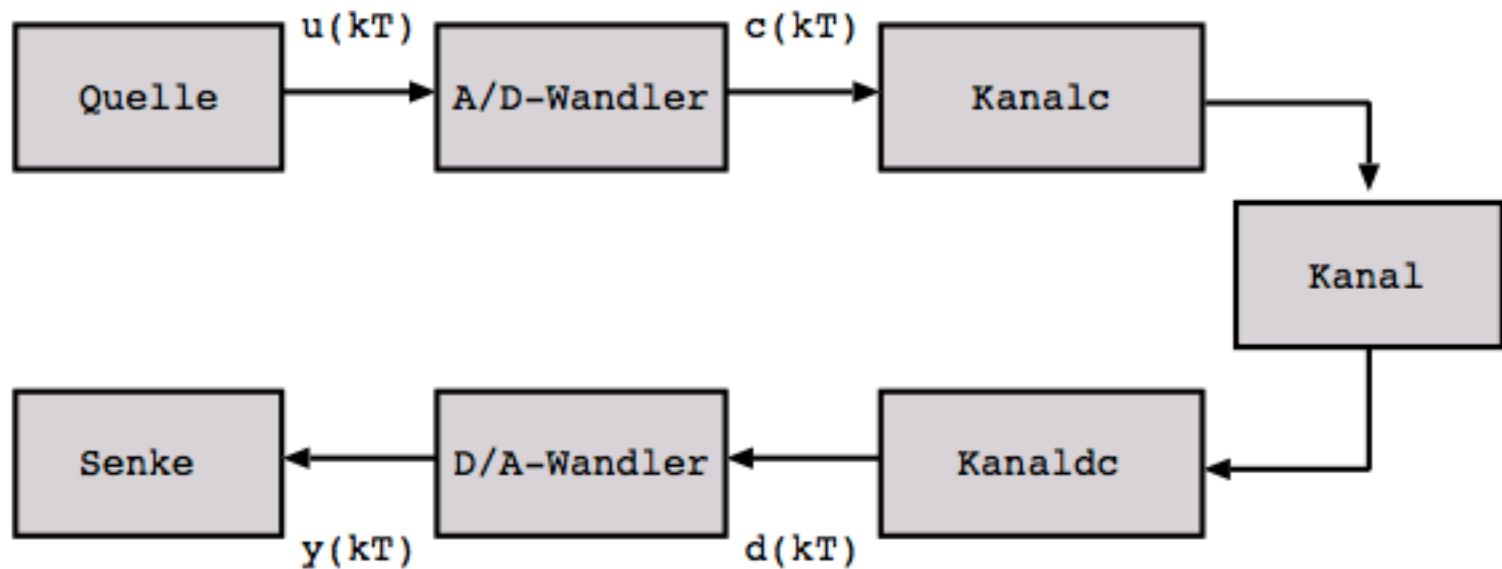 u(kT)
c(kT)
Quelle
A/D-Wandler
Kanalc
Kanal
Senke
D/A-Wandler
Kanaldc
y(kT)
d(kT)